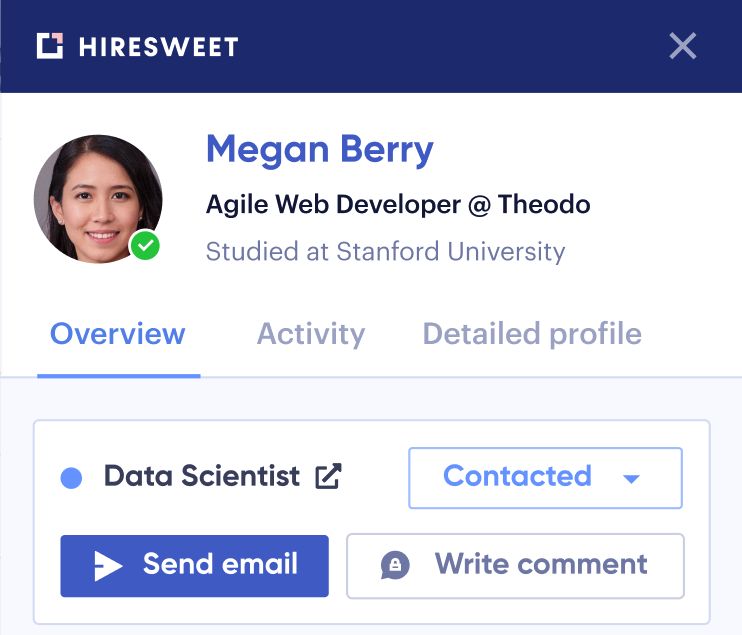 HIRESWEET
Megan Berry
Agile Web Developer @ Theodo
Studied at Stanford University
Overview Activity Detailed profile
Data Scientist Contacted
Send email Write comment